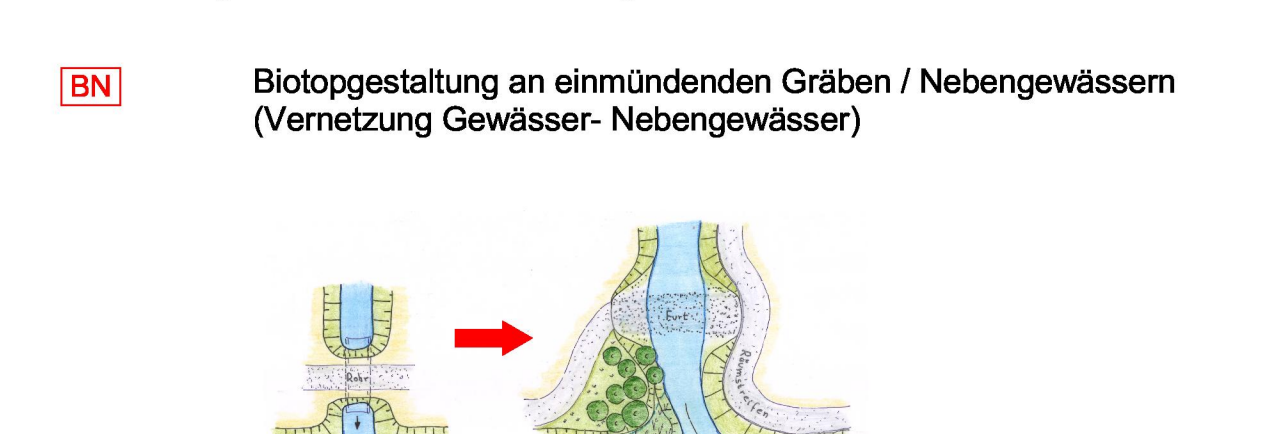 BN
Biotopgestaltung an einmündenden Gräben / Nebengewässern
(Vernetzung Gewässer- Nebengewässer)
Furt
Rohr
Räumstreifen